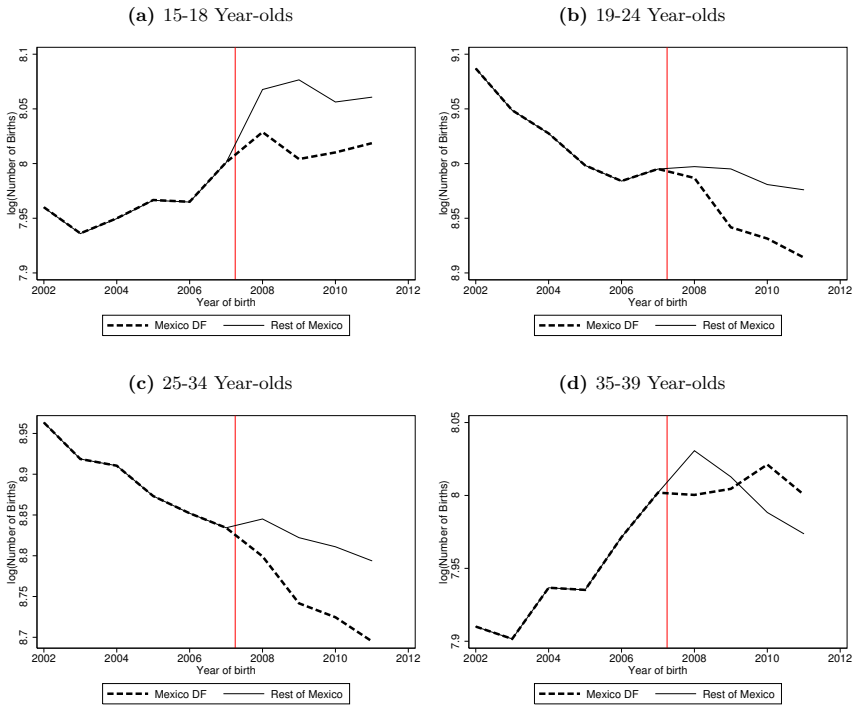 (a) 15-18 Year-olds
8.1
8.05
8
7.95
7.9
log(Number of Births)
2002 2004 2006 2008 2010 2012
Year of birth
Mexico DF Rest of Mexico
(b) 19-24 Year-olds
9.1
9.05
9
8.95
8.9
log(Number of Births)
2002 2004 2006 2008 2010 2012
Year of birth
Mexico DF Rest of Mexico
(c) 25-34 Year-olds
8.95
8.9
8.85
8.8
8.75
8.7
log(Number of Births)
2002 2004 2006 2008 2010 2012
Year of birth
Mexico DF Rest of Mexico
(d) 35-39 Year-olds
8.05
8
7.95
7.9
log(Number of Births)
2002 2004 2006 2008 2010 2012
Year of birth
Mexico DF Rest of Mexico